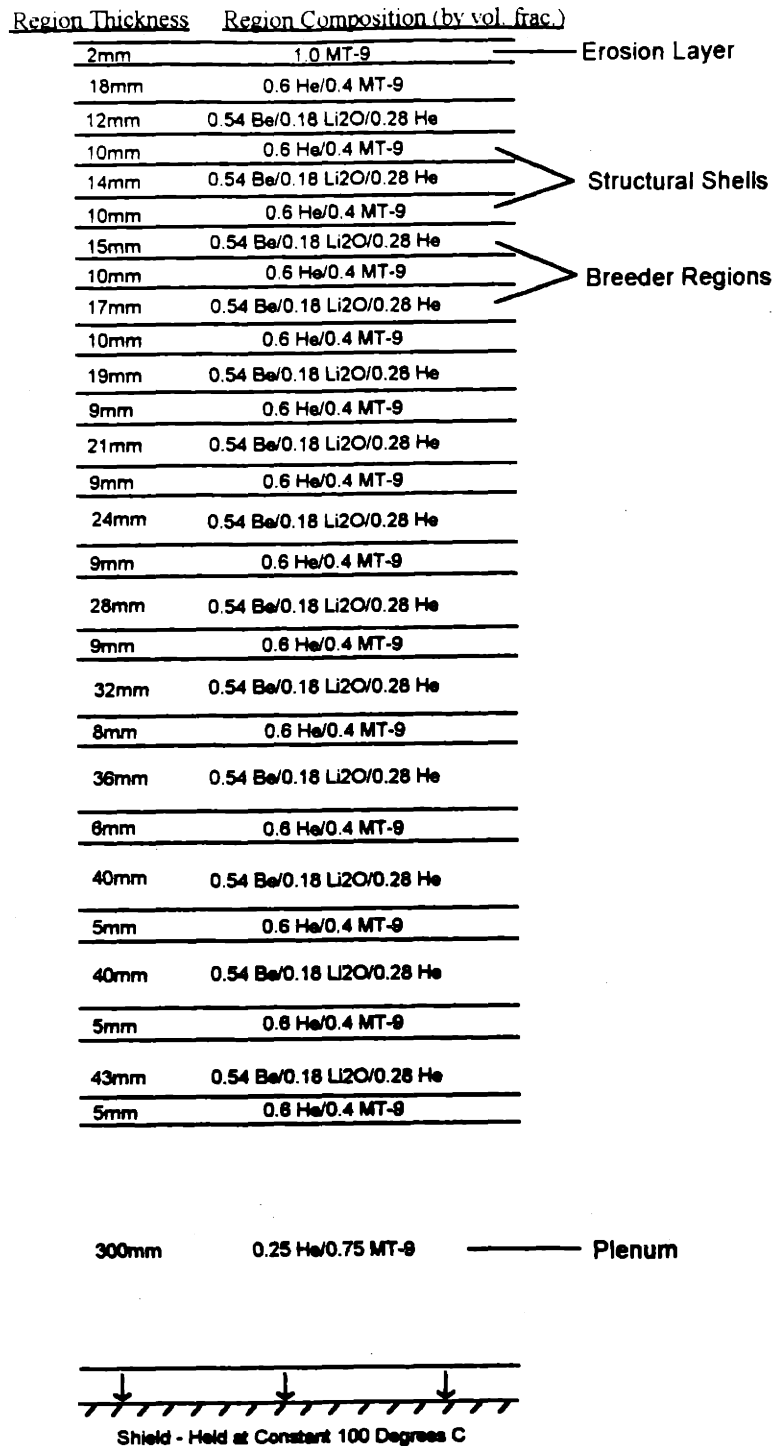 Region Thickness Region Composition (by vol. frac.)
2mm 1.0 MT-9 Erosion Layer
18mm 0.6 He/0.4 MT-9
12mm 0.54 Be/0.18 Li2O/0.28 He
10mm 0.6 He/0.4 MT-9
14mm 0.54 Be/0.18 Li2O/0.28 He Structural Shells
10mm 0.6 He/0.4 MT-9
15mm 0.54 Be/0.18 Li2O/0.28 He
10mm 0.6 He/0.4 MT-9 Breeder Regions
17mm 0.54 Be/0.18 Li2O/0.28 He
10mm 0.6 He/0.4 MT-9
19mm 0.54 Be/0.18 Li2O/0.28 He
9mm 0.6 He/0.4 MT-9
21mm 0.54 Be/0.18 Li2O/0.28 He
9mm 0.6 He/0.4 MT-9
24mm 0.54 Be/0.18 Li2O/0.28 He
9mm 0.6 He/0.4 MT-9
28mm 0.54 Be/0.18 Li2O/0.28 He
9mm 0.6 He/0.4 MT-9
32mm 0.54 Be/0.18 Li2O/0.28 He
8mm 0.6 He/0.4 MT-9
36mm 0.54 Be/0.18 Li2O/0.28 He
6mm 0.6 He/0.4 MT-9
40mm 0.54 Be/0.18 Li2O/0.28 He
5mm 0.6 He/0.4 MT-9
40mm 0.54 Be/0.18 Li2O/0.28 He
5mm 0.6 He/0.4 MT-9
43mm 0.54 Be/0.18 Li2O/0.28 He
5mm 0.6 He/0.4 MT-9
300mm 0.25 He/0.75 MT-9 Plenum
Shield - Held at Constant 100 Degrees C